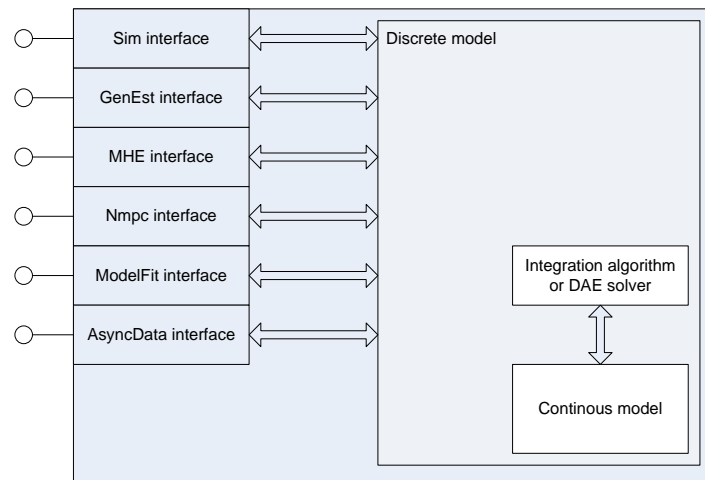 Sim interface
Discrete model
GenEst interface
MHE interface
Nmpc interface
ModelFit interface
Integration algorithm
or DAE solver
AsyncData interface
Continous model